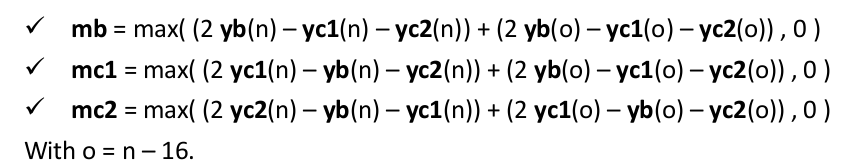 ✓ mb = max( (2 yb(n) – yc1(n) – yc2(n)) + (2 yb(o) – yc1(o) – yc2(o)) , 0 )
✓ mc1 = max( (2 yc1(n) – yb(n) – yc2(n)) + (2 yb(o) – yc1(o) – yc2(o)) , 0 )
✓ mc2 = max( (2 yc2(n) – yb(n) – yc1(n)) + (2 yc1(o) – yb(o) – yc2(o)) , 0 )
With o = n – 16.